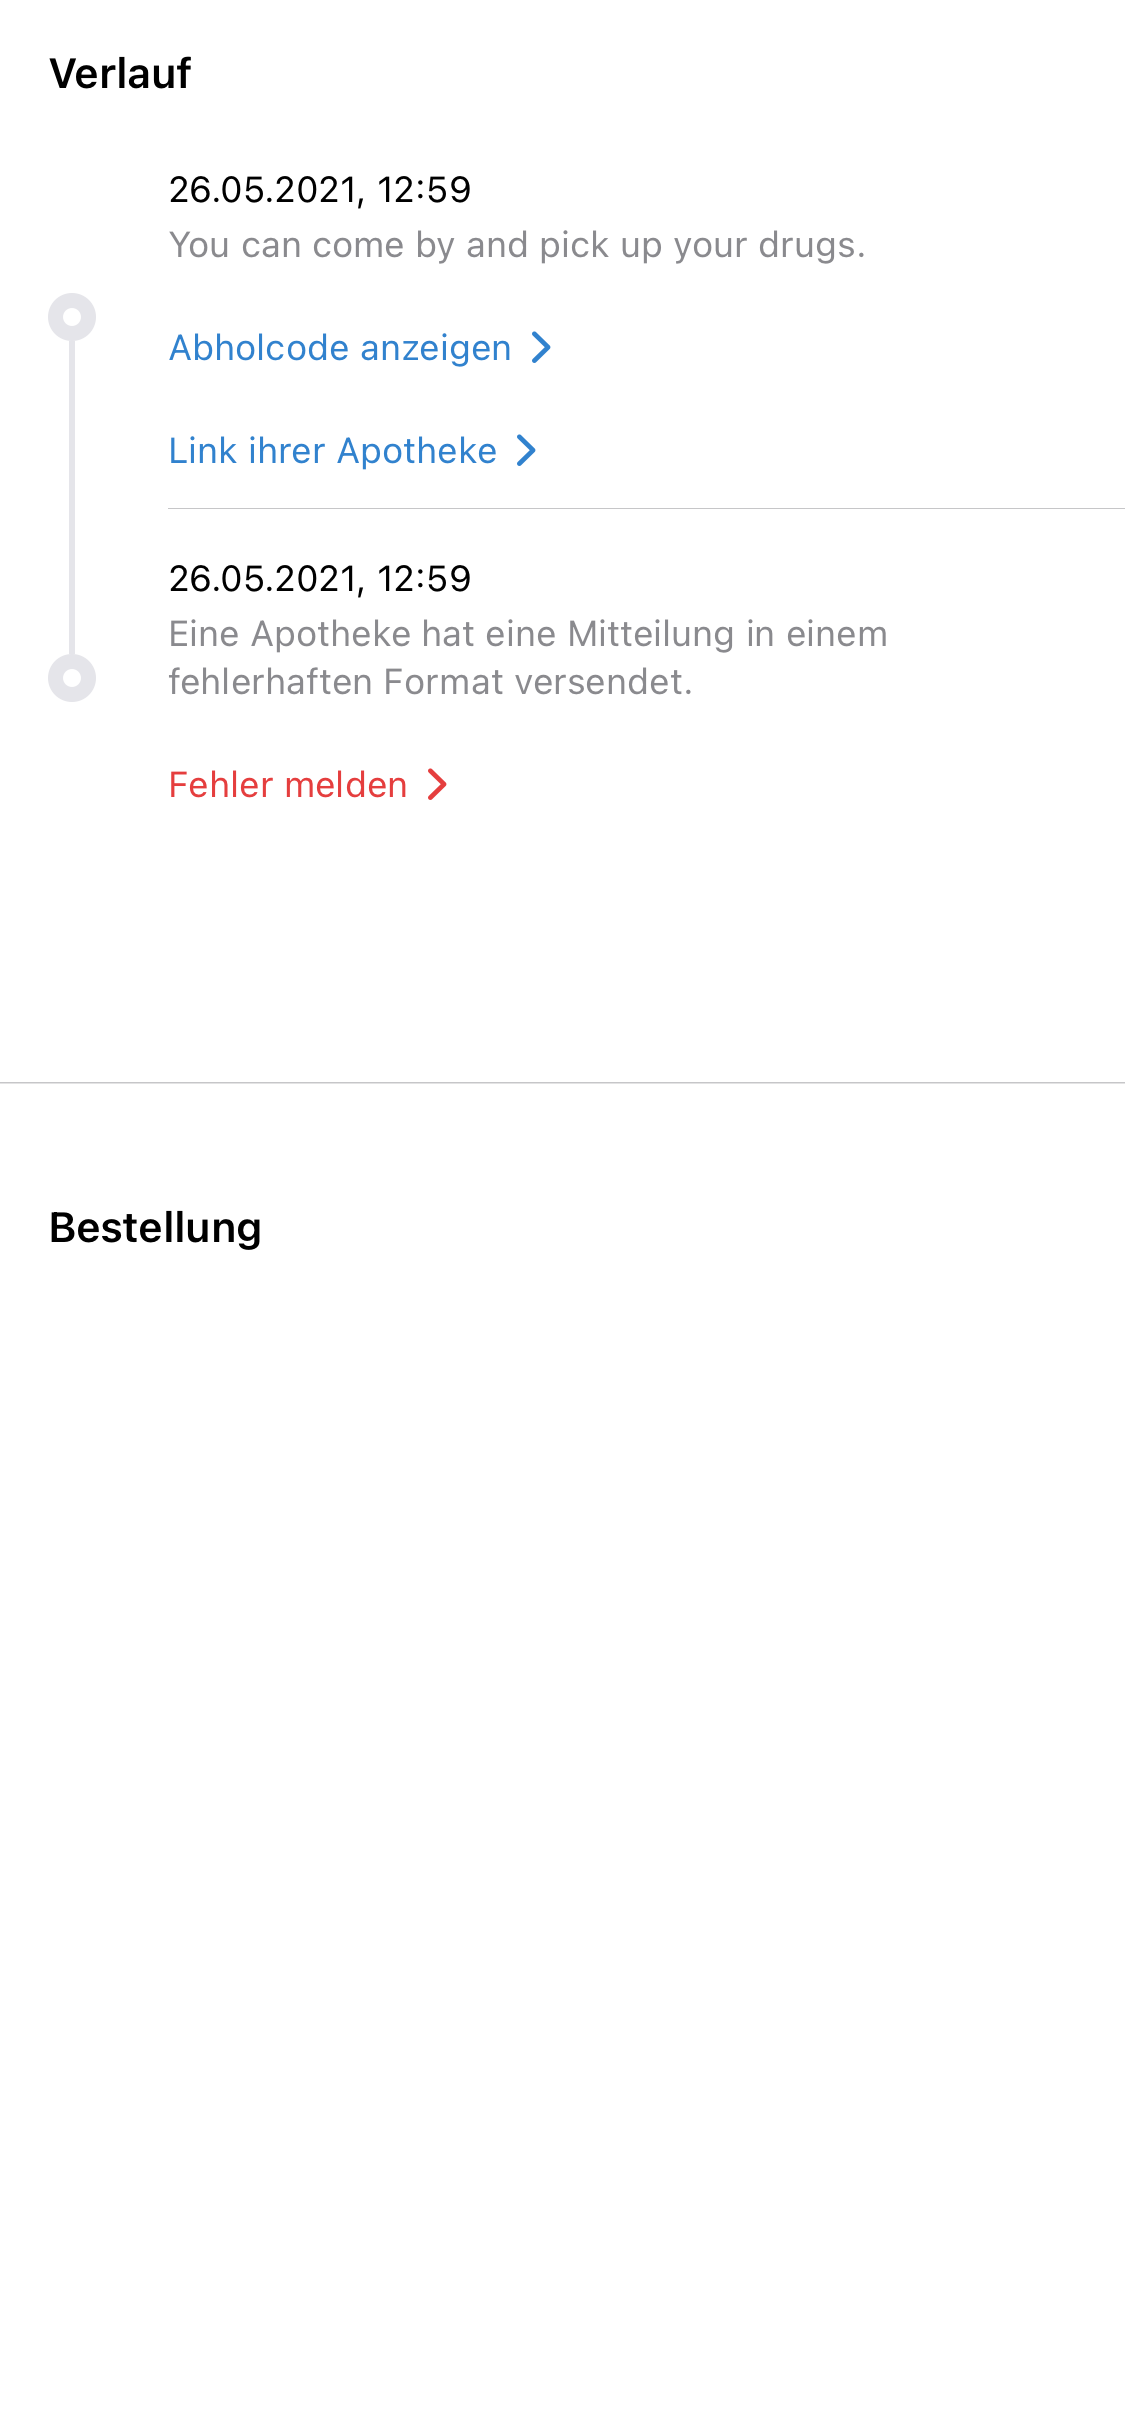 Verlauf
26.05.2021, 12:59
You can come by and pick up your drugs.
Abholcode anzeigen
Link ihrer Apotheke
26.05.2021, 12:59
Eine Apotheke hat eine Mitteilung in einem
fehlerhaften Format versendet.
Fehler melden
Bestellung